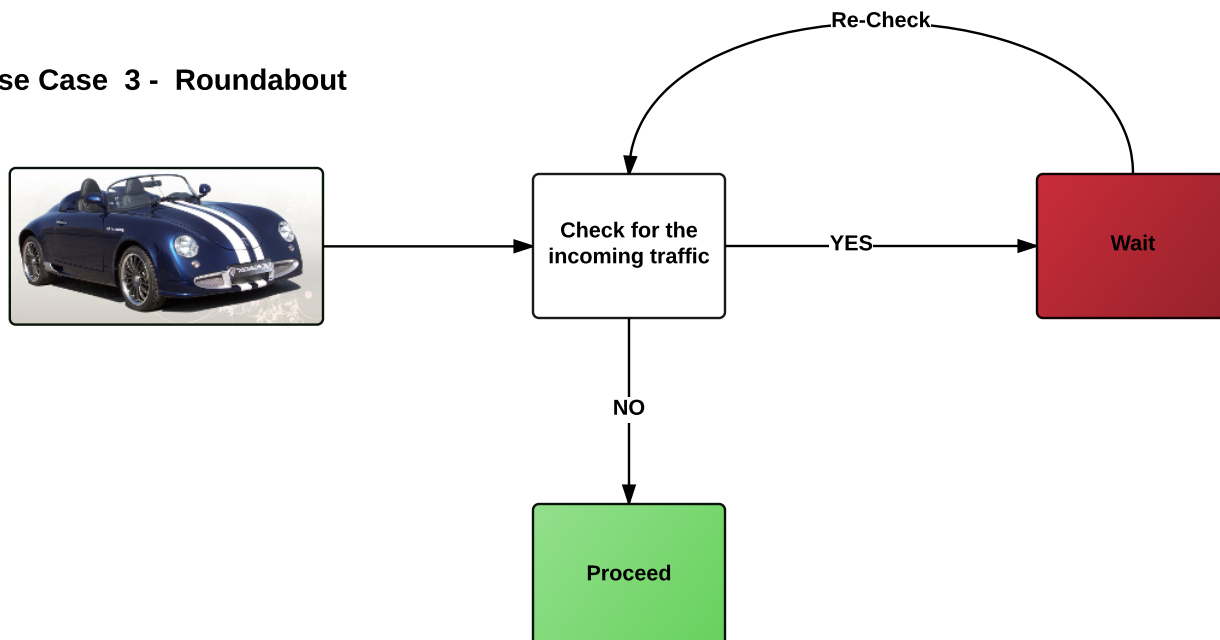 Re-Check
se Case 3 - Roundabout
Check for the
incoming traffic
YES
Wait
NO
Proceed